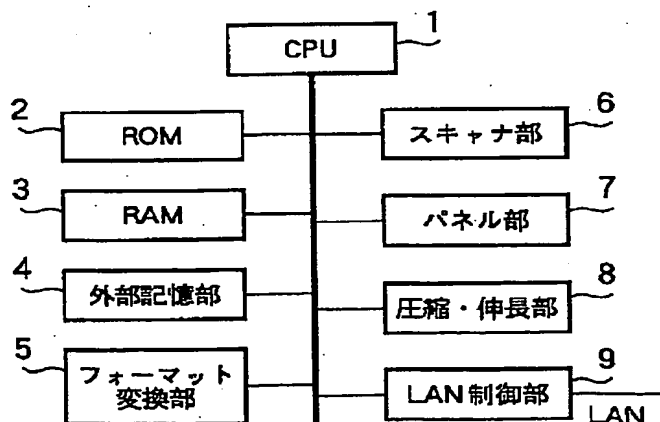 1
CPU
2
ROM
6
スキャナ部
3
RAM
7
パネル部
4
外部記憶部
8
圧縮・伸長部
5
フォーマット
変換部
9
LAN制御部
LAN